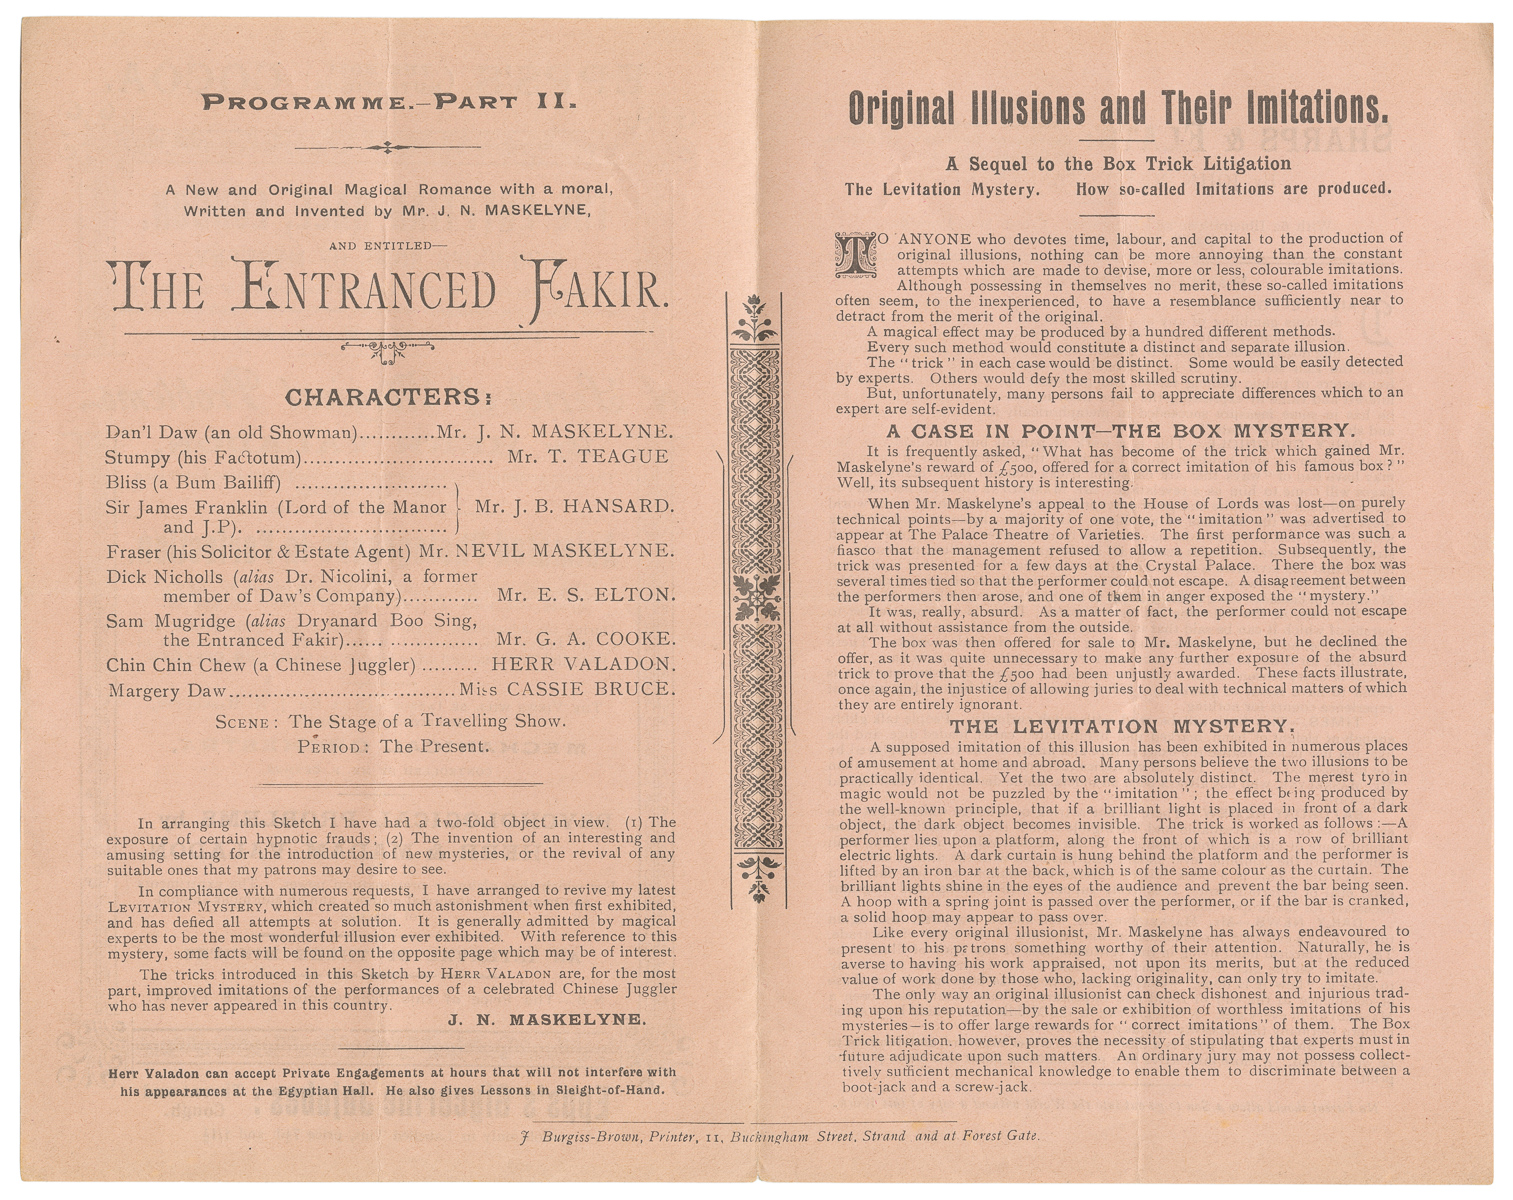 PROGRAMME.—PART II.
A New and Original Magical Romance with a moral,
Written and Invented by Mr. J. N. MASKELYNE,
AND ENTITLED—
THE ENTRANCED FAKIR.
CHARACTERS:
Dan'l Daw (an old Showman)...........Mr. J. N. MASKELYNE.
Stumpy (his Factotum)............................ Mr. T. TEAGUE
Bliss (a Bum Bailiff) ......................
Sir James Franklin (Lord of the Manor } Mr. J. B. HANSARD.
and J.P). ............................
Fraser (his Solicitor & Estate Agent) Mr. NEVIL MASKELYNE.
Dick Nicholls (alias Dr. Nicolini, a former
member of Daw's Company)........... Mr. E. S. ELTON.
Sam Mugridge (alias Dryanard Boo Sing,
the Entranced Fakir)...... ............. Mr. G. A. COOKE.
Chin Chin Chew (a Chinese Juggler) ........ HERR VALADON.
Margery Daw..................................Miss CASSIE BRUCE.
SCENE: The Stage of a Travelling Show.
PERIOD: The Present.
In arranging this Sketch I have had a two-fold object in view. (1) The
exposure of certain hypnotic frauds; (2) The invention of an interesting and
amusing setting for the introduction of new mysteries, or the revival of any
suitable ones that my patrons may desire to see.
In compliance with numerous requests, I have arranged to revive my latest
LEVITATION MYSTERY, which created so much astonishment when first exhibited,
and has defied all attempts at solution. It is generally admitted by magical
experts to be the most wonderful illusion ever exhibited. With reference to this
mystery, some facts will be found on the opposite page which may be of interest.
The tricks introduced in this Sketch by HERR VALADON are, for the most
part, improved imitations of the performances of a celebrated Chinese Juggler
who has never appeared in this country.
J. N. MASKELYNE.
Herr Valadon can accept Private Engagements at hours that will not interfere with
his appearances at the Egyptian Hall. He also gives Lessons in Sleight-of-Hand.
Original Illusions and Their Imitations.
A Sequel to the Box Trick Litigation
The Levitation Mystery. How so=called Imitations are produced.
TO ANYONE who devotes time, labour, and capital to the production of
original illusions, nothing can be more annoying than the constant
attempts which are made to devise, more or less, colourable imitations.
Although possessing in themselves no merit, these so-called imitations
often seem, to the inexperienced, to have a resemblance sufficiently near to
detract from the merit of the original.
A magical effect may be produced by a hundred different methods.
Every such method would constitute a distinct and separate illusion.
The "trick" in each case would be distinct. Some would be easily detected
by experts. Others would defy the most skilled scrutiny.
But, unfortunately, many persons fail to appreciate differences which to an
expert are self-evident.
A CASE IN POINT—THE BOX MYSTERY.
It is frequently asked, "What has become of the trick which gained Mr.
Maskelyne's reward of £500, offered for a correct imitation of his famous box?"
Well, its subsequent history is interesting.
When Mr. Maskelyne's appeal to the House of Lords was lost—on purely
technical points—by a majority of one vote, the "imitation" was advertised to
appear at The Palace Theatre of Varieties. The first performance was such a
fiasco that the management refused to allow a repetition. Subsequently, the
trick was presented for a few days at the Crystal Palace. There the box was
several times tied so that the performer could not escape. A disagreement between
the performers then arose, and one of them in anger exposed the "mystery."
It was, really, absurd. As a matter of fact, the performer could not escape
at all without assistance from the outside.
The box was then offered for sale to Mr. Maskelyne, but he declined the
offer, as it was quite unnecessary to make any further exposure of the absurd
trick to prove that the £500 had been unjustly awarded. These facts illustrate,
once again, the injustice of allowing juries to deal with technical matters of which
they are entirely ignorant.
THE LEVITATION MYSTERY.
A supposed imitation of this illusion has been exhibited in numerous places
of amusement at home and abroad. Many persons believe the two illusions to be
practically identical. Yet the two are absolutely distinct. The merest tyro in
magic would not be puzzled by the "imitation"; the effect being produced by
the well-known principle, that if a brilliant light is placed in front of a dark
object, the dark object becomes invisible. The trick is worked as follows:—A
performer lies upon a platform, along the front of which is a row of brilliant
electric lights. A dark curtain is hung behind the platform and the performer is
lifted by an iron bar at the back, which is of the same colour as the curtain. The
brilliant lights shine in the eyes of the audience and prevent the bar being seen.
A hoop with a spring joint is passed over the performer, or if the bar is cranked,
a solid hoop may appear to pass over.
Like every original illusionist, Mr. Maskelyne has always endeavoured to
present to his patrons something worthy of their attention. Naturally, he is
averse to having his work appraised, not upon its merits, but at the reduced
value of work done by those who, lacking originality, can only try to imitate.
The only way an original illusionist can check dishonest and injurious trad-
ing upon his reputation—by the sale or exhibition of worthless imitations of his
mysteries—is to offer large rewards for "correct imitations" of them. The Box
Trick litigation, however, proves the necessity of stipulating that experts must in
future adjudicate upon such matters. An ordinary jury may not possess collect-
tively sufficient mechanical knowledge to enable them to discriminate between a
boot-jack and a screw-jack.
J Burgiss-Brown, Printer, 11, Buckingham Street, Strand and at Forest Gate.